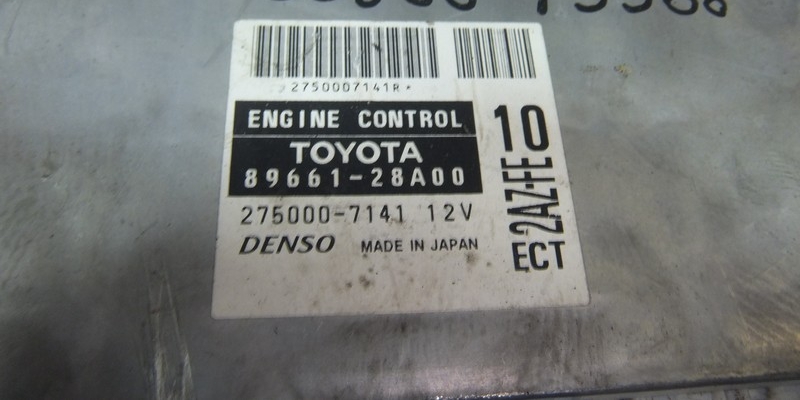 2750007141R*
ENGINE CONTROL
TOYOTA
89661-28A00
275000-7141 12V
DENSO MADE IN JAPAN
10
2AZ-FE
ECT